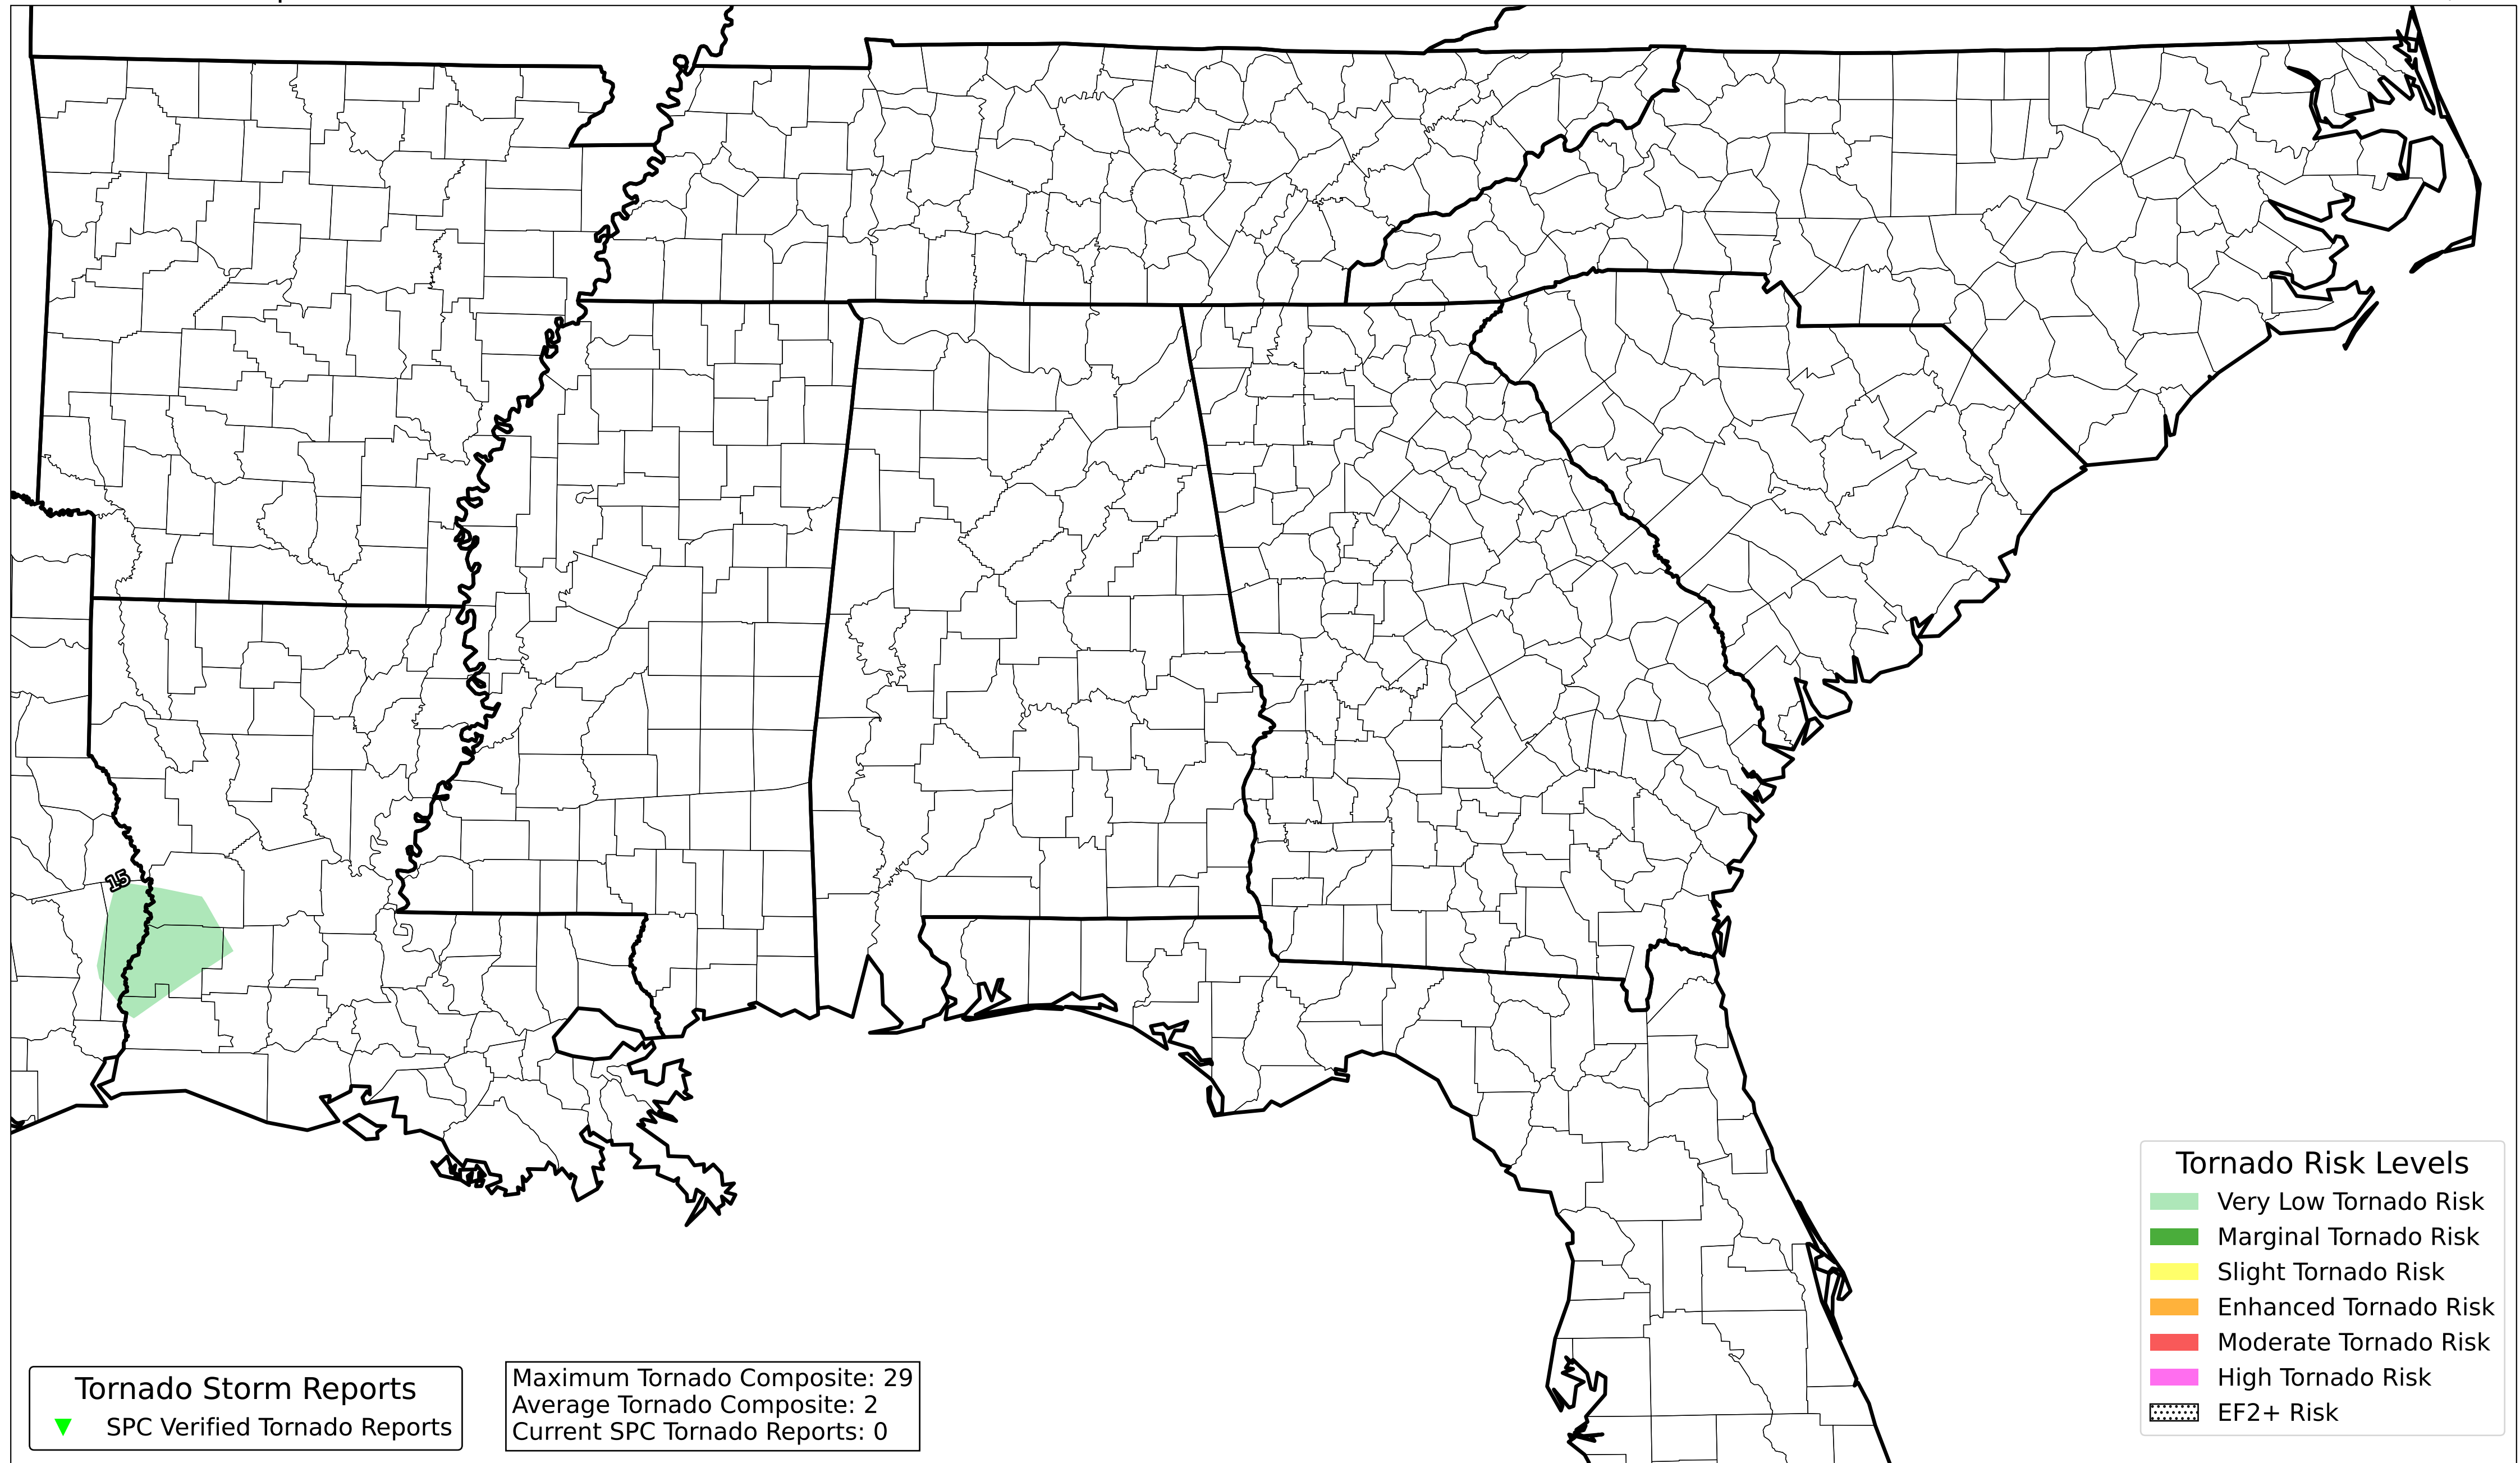 15
Tornado Storm Reports
SPC Verified Tornado Reports
Maximum Tornado Composite: 29
Average Tornado Composite: 2
Current SPC Tornado Reports: 0
Tornado Risk Levels
Very Low Tornado Risk
Marginal Tornado Risk
Slight Tornado Risk
Enhanced Tornado Risk
Moderate Tornado Risk
High Tornado Risk
EF2+ Risk